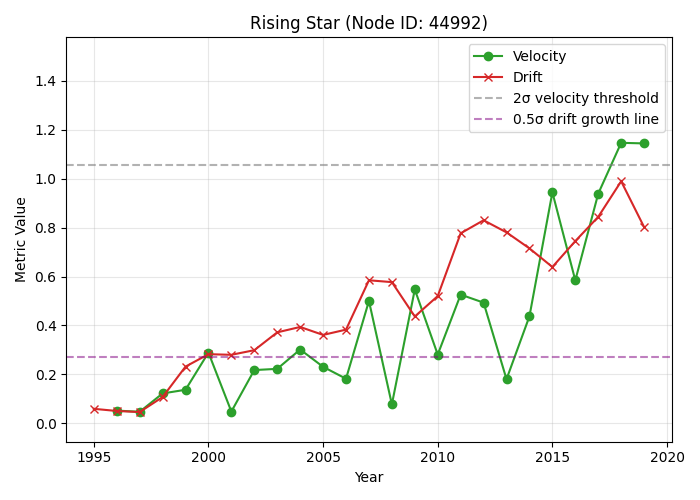 Rising Star (Node ID: 44992)
Velocity
Drift
2σ velocity threshold
0.5σ drift growth line
Metric Value
1.4
1.2
1.0
0.8
0.6
0.4
0.2
0.0
1995 2000 2005 2010 2015 2020
Year